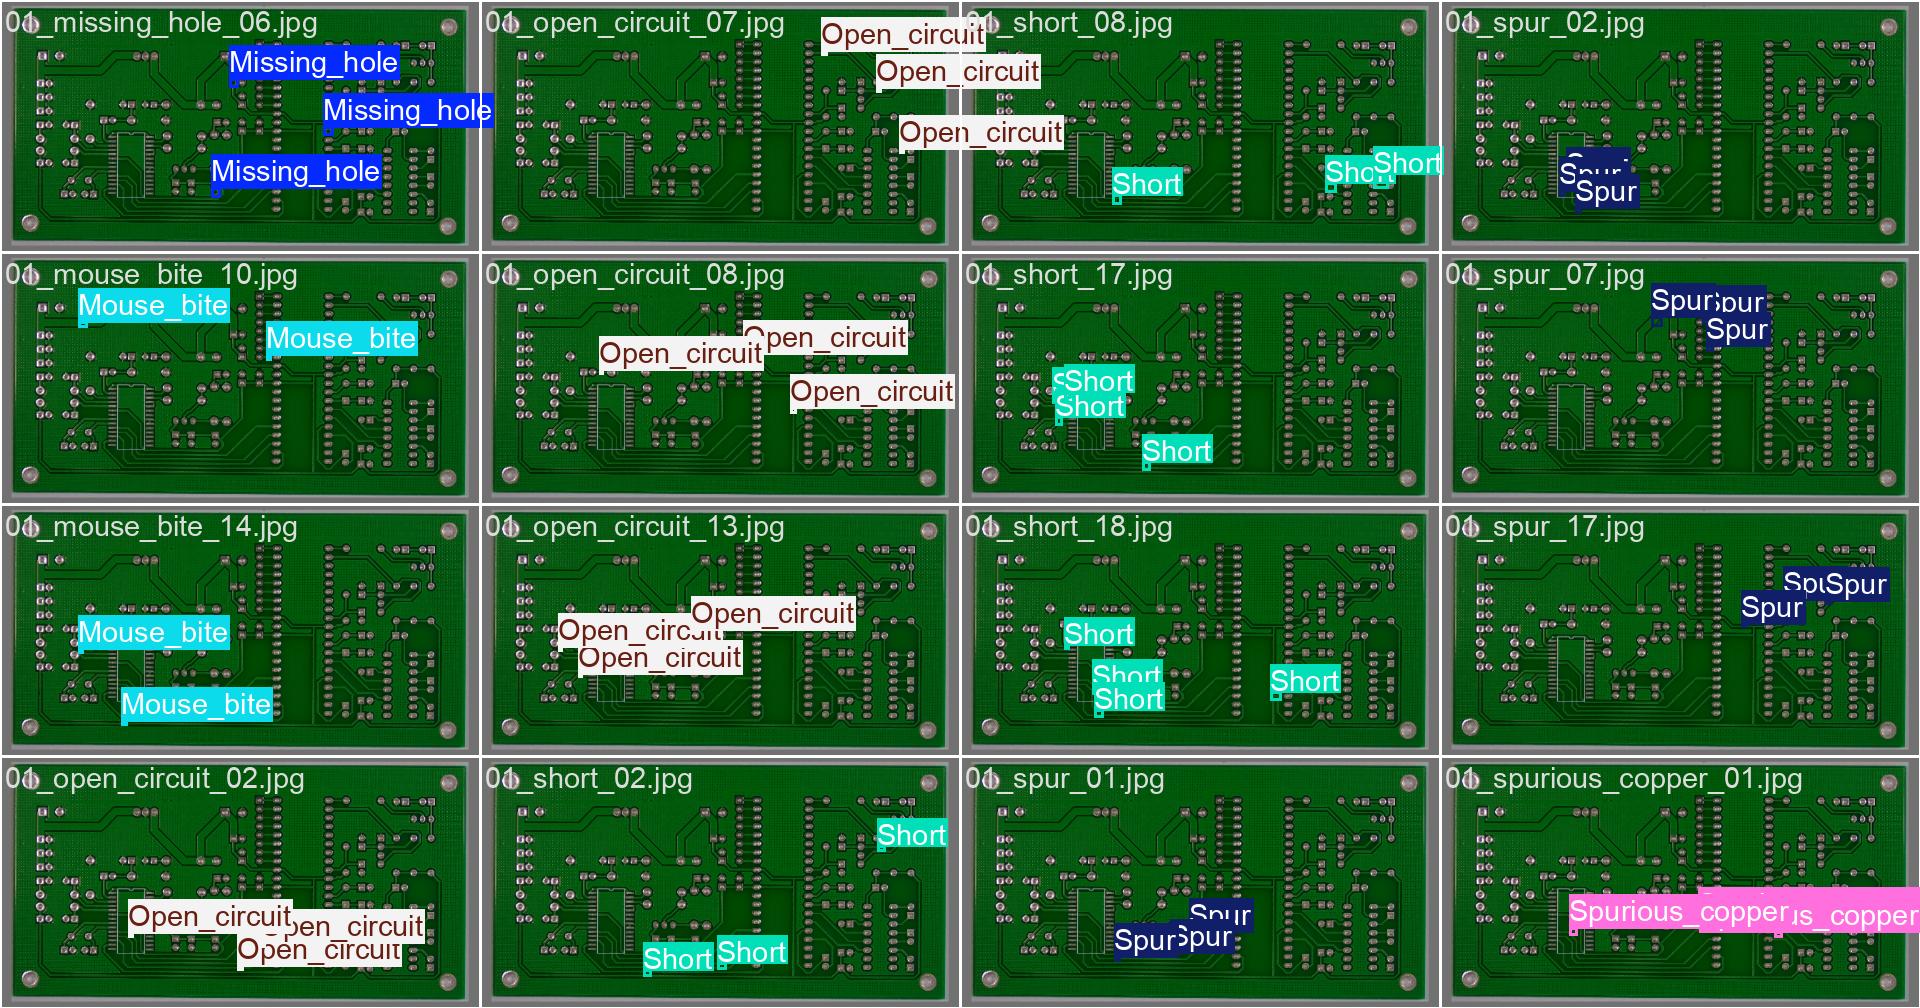 01_missing_hole_06.jpg
Missing_hole
Missing_hole
Missing_hole
01_open_circuit_07.jpg
Open_circuit
Open_circuit
Open_circuit
01_short_08.jpg
Short
Short
Short
01_spur_02.jpg
Spur
Spur
Spur
01_mouse_bite_10.jpg
Mouse_bite
Mouse_bite
01_open_circuit_08.jpg
Open_circuit
Open_circuit
Open_circuit
01_short_17.jpg
Short
Short
Short
01_spur_07.jpg
Spur
Spur
Spur
01_mouse_bite_14.jpg
Mouse_bite
Mouse_bite
01_open_circuit_13.jpg
Open_circuit
Open_circuit
Open_circuit
01_short_18.jpg
Short
Short
Short
Short
01_spur_17.jpg
Spur
Spur
Spur
01_open_circuit_02.jpg
Open_circuit
Open_circuit
Open_circuit
01_short_02.jpg
Short
Short
Short
01_spur_01.jpg
Spur
Spur
Spur
01_spurious_copper_01.jpg
Spurious_copper
us_copper